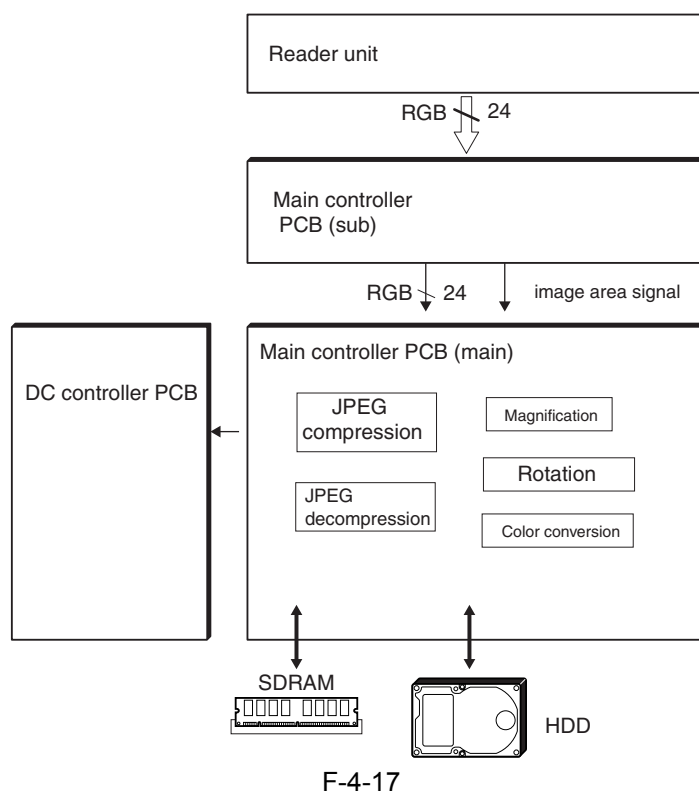 Reader unit
RGB 24
Main controller
PCB (sub)
RGB 24 image area signal
Main controller PCB (main)
DC controller PCB
JPEG
compression
Magnification
Rotation
JPEG
decompression
Color conversion
SDRAM
HDD
F-4-17